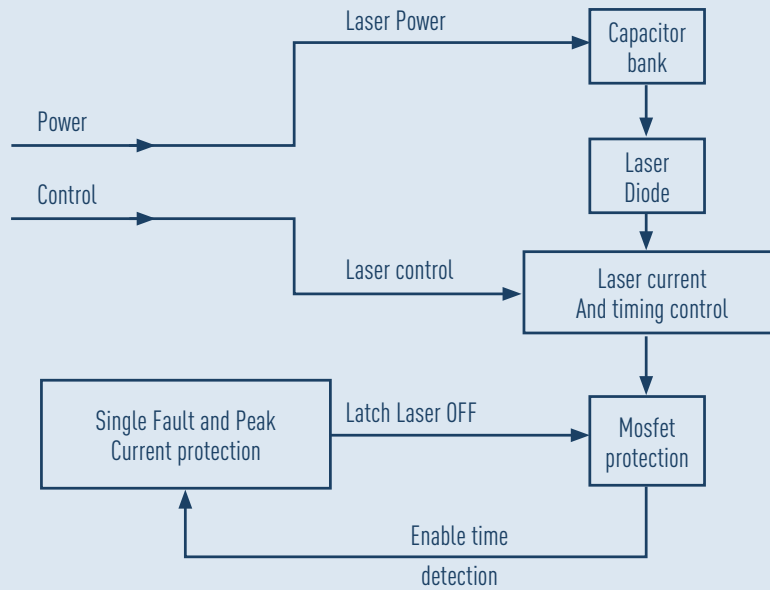 Laser Power
Capacitor
bank
Power
Laser
Diode
Control
Laser control
Laser current
And timing control
Single Fault and Peak
Current protection
Latch Laser OFF
Mosfet
protection
Enable time
detection